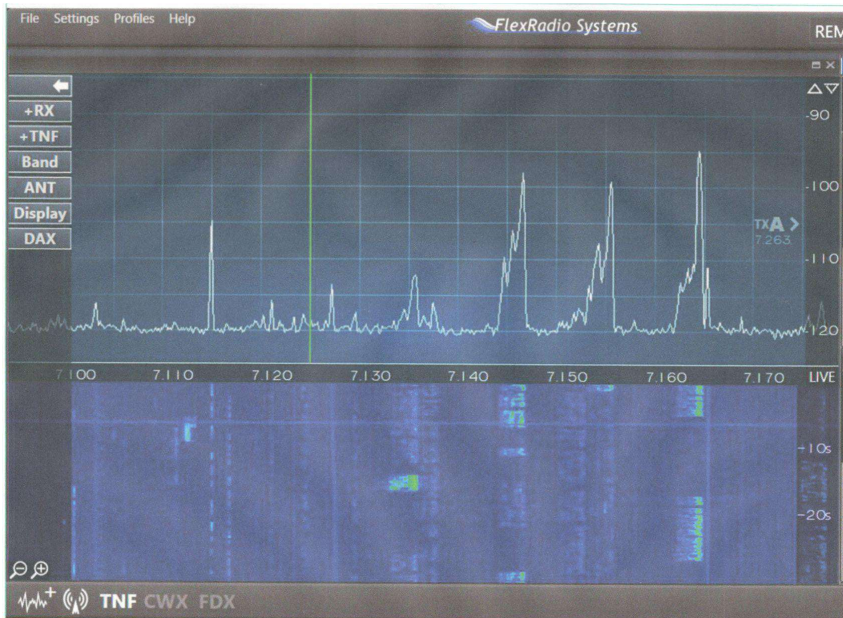 File Settings Profiles Help
FlexRadio Systems
REM
+RX
+TNF
Band
ANT
Display
DAX
-90
-100
TXA
7.263
-110
-120
7.100 7.110 7.120 7.130 7.140 7.150 7.160 7.170 LIVE
-10s
-20s
TNF CWX FDX